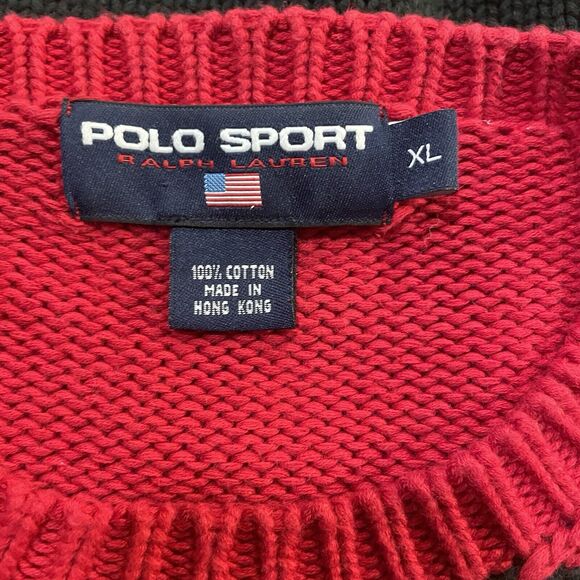 POLO SPORT
RALPH LAUREN
XL
100% COTTON
MADE IN
HONG KONG